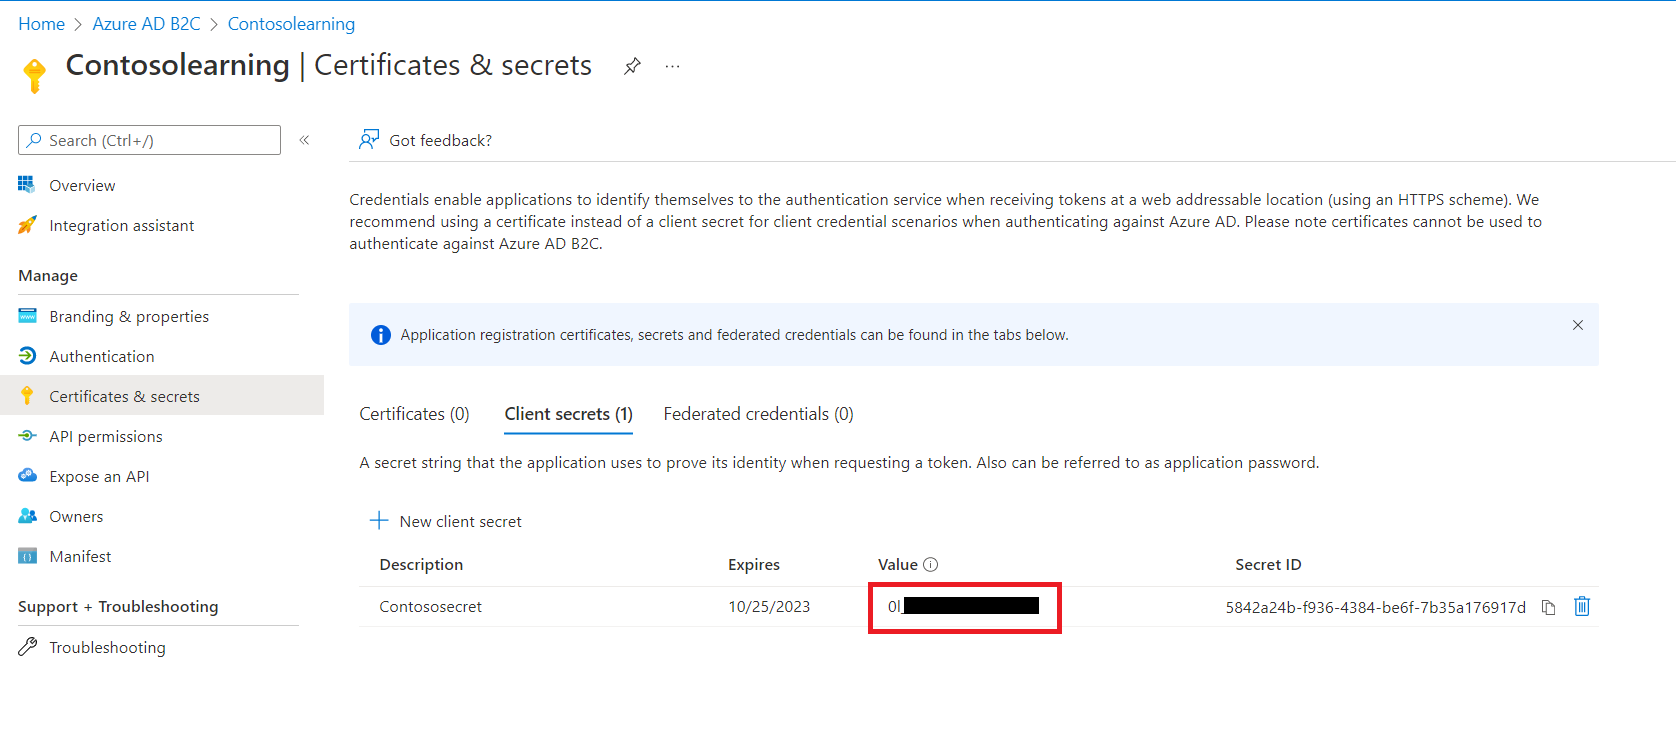 Home > Azure AD B2C > Contosolearning
Contosolearning | Certificates & secrets ...
Search (Ctrl+/) «
Overview
Integration assistant
Manage
Branding & properties
Authentication
Certificates & secrets
API permissions
Expose an API
Owners
Manifest
Support + Troubleshooting
Troubleshooting
Got feedback?
Credentials enable applications to identify themselves to the authentication service when receiving tokens at a web addressable location (using an HTTPS scheme). We
recommend using a certificate instead of a client secret for client credential scenarios when authenticating against Azure AD. Please note certificates cannot be used to
authenticate against Azure AD B2C.
Application registration certificates, secrets and federated credentials can be found in the tabs below.
Certificates (0) Client secrets (1) Federated credentials (0)
A secret string that the application uses to prove its identity when requesting a token. Also can be referred to as application password.
New client secret
Description Expires Value Secret ID
Contososecret 10/25/2023 0l_ 5842a24b-f936-4384-be6f-7b35a176917d